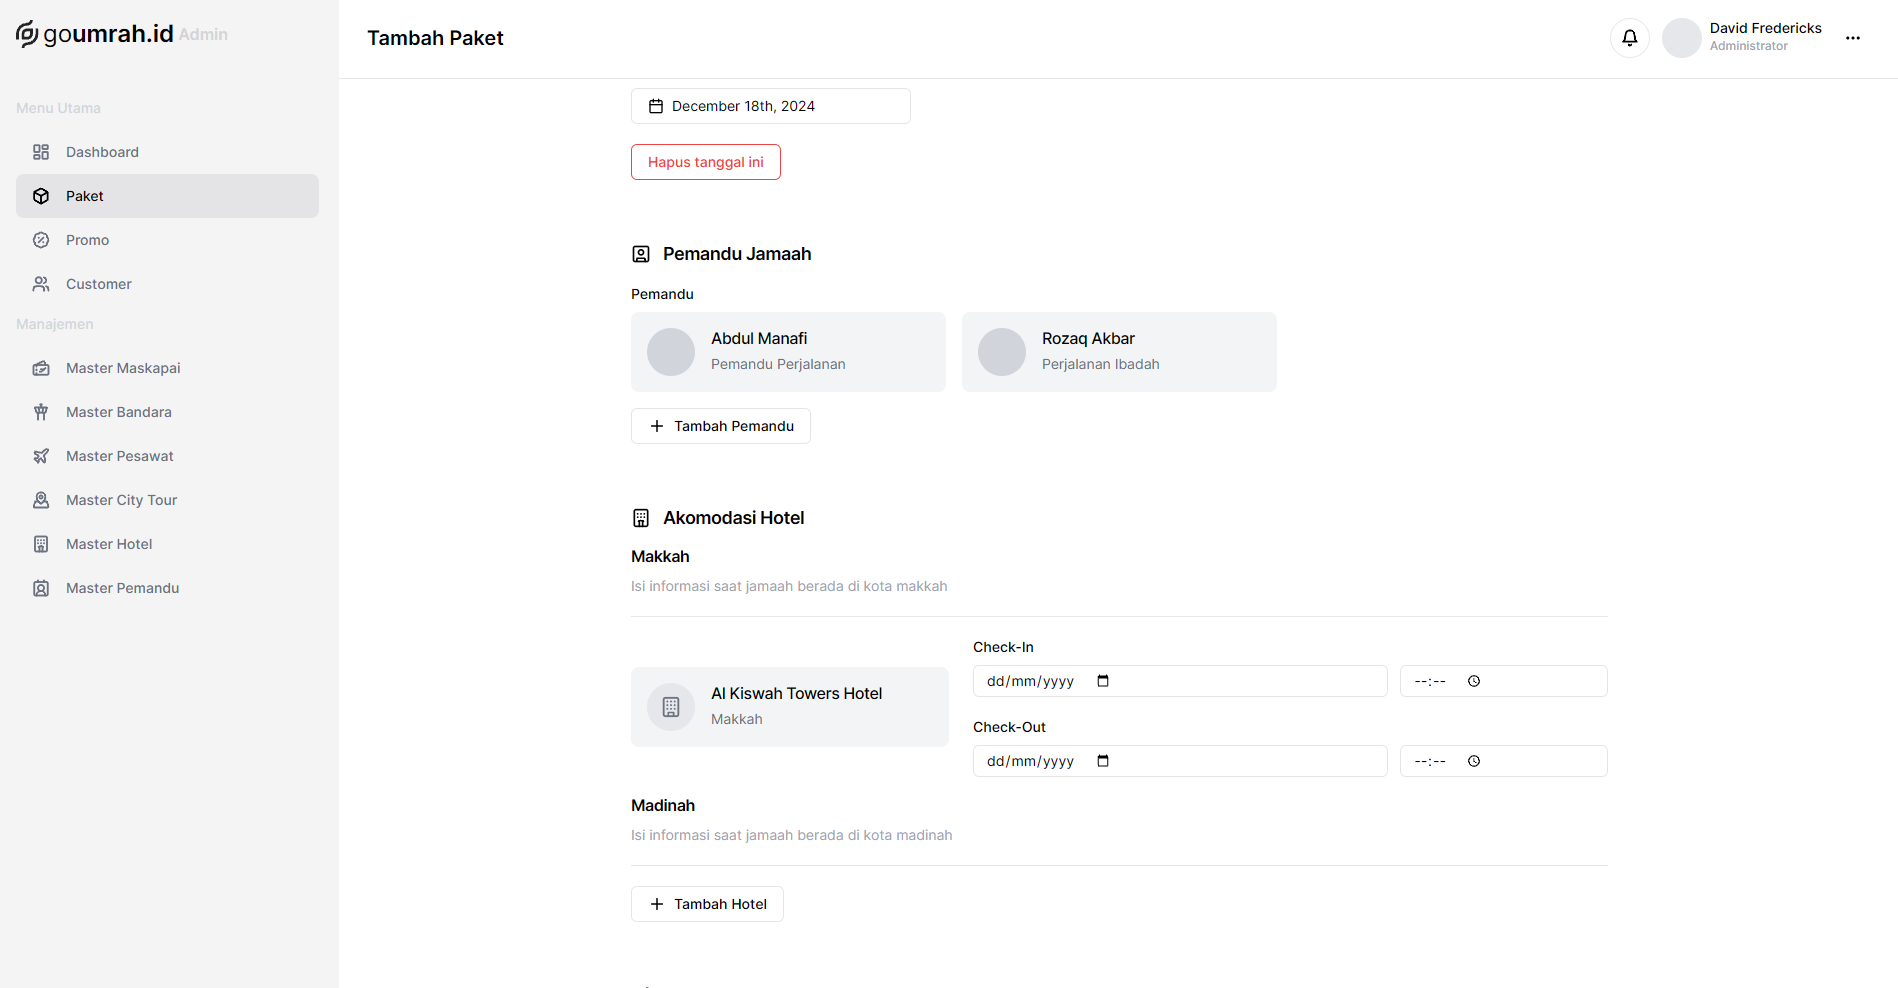 goumrah.id Admin
Menu Utama
Dashboard
Paket
Promo
Customer
Manajemen
Master Maskapai
Master Bandara
Master Pesawat
Master City Tour
Master Hotel
Master Pemandu
Tambah Paket
David Fredericks
Administrator
December 18th, 2024
Hapus tanggal ini
Pemandu Jamaah
Pemandu
Abdul Manafi
Pemandu Perjalanan
Rozaq Akbar
Perjalanan Ibadah
Tambah Pemandu
Akomodasi Hotel
Makkah
Isi informasi saat jamaah berada di kota makkah
Al Kiswah Towers Hotel
Makkah
Check-In
dd/mm/yyyy --:--
Check-Out
dd/mm/yyyy --:--
Madinah
Isi informasi saat jamaah berada di kota madinah
Tambah Hotel